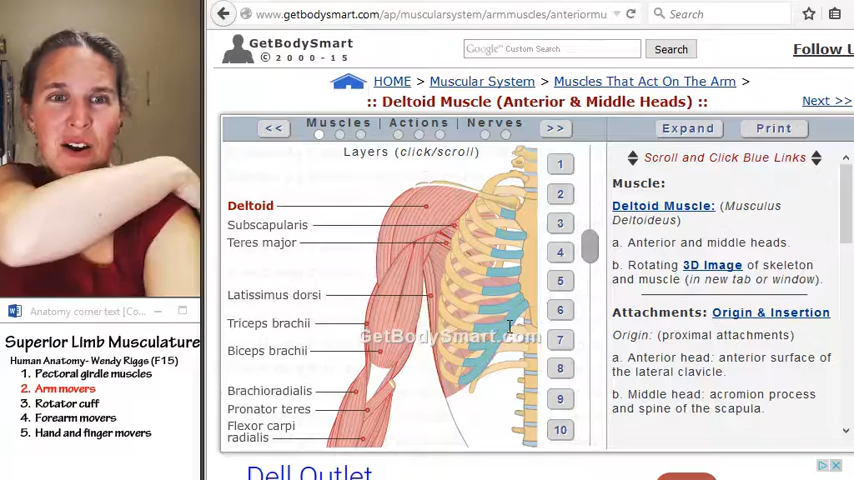 www.getbodysmart.com/ap/muscularsystem/armmuscles/anteriormu
Search
GetBodySmart
© 2000-15
Google™ Custom Search
Search
Follow U
HOME > Muscular System > Muscles That Act On The Arm >
:: Deltoid Muscle (Anterior & Middle Heads) ::
Next >>
<< Muscles | Actions | Nerves >>
Expand
Print
Layers (click/scroll)
Deltoid
Subscapularis
Teres major
Latissimus dorsi
Triceps brachii
Biceps brachii
Brachioradialis
Pronator teres
Flexor carpi
radialis
GetBodySmart.com
1
2
3
4
5
6
7
8
9
10
Scroll and Click Blue Links
Muscle:
Deltoid Muscle: (Musculus
Deltoideus)
a. Anterior and middle heads.
b. Rotating 3D Image of skeleton
and muscle (in new tab or window).
Attachments: Origin & Insertion
Origin: (proximal attachments)
a. Anterior head: anterior surface of
the lateral clavicle.
b. Middle head: acromion process
and spine of the scapula.
Anatomy corner text [Co
Superior Limb Musculature
Human Anatomy- Wendy Riggs (F15)
1. Pectoral girdle muscles
2. Arm movers
3. Rotator cuff
4. Forearm movers
5. Hand and finger movers
Dell Outlet